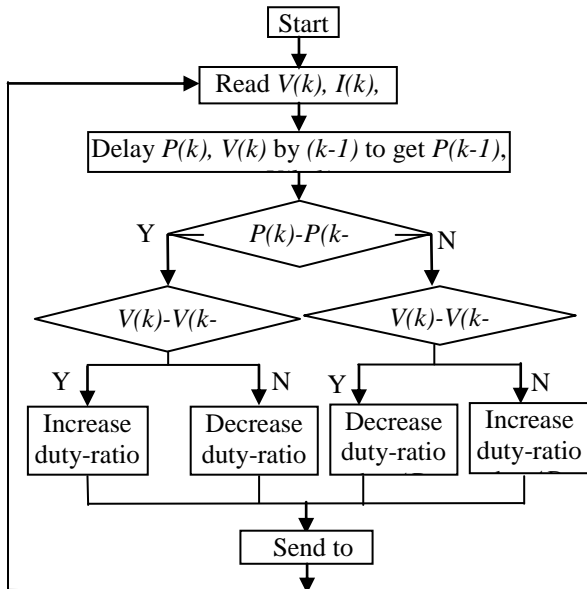 Start
Read V(k), I(k),
Delay P(k), V(k) by (k-1) to get P(k-1),
Y
P(k)-P(k-
N
V(k)-V(k-
V(k)-V(k-
Y
N
Y
N
Increase
duty-ratio
Decrease
duty-ratio
Decrease
duty-ratio
Increase
duty-ratio
Send to